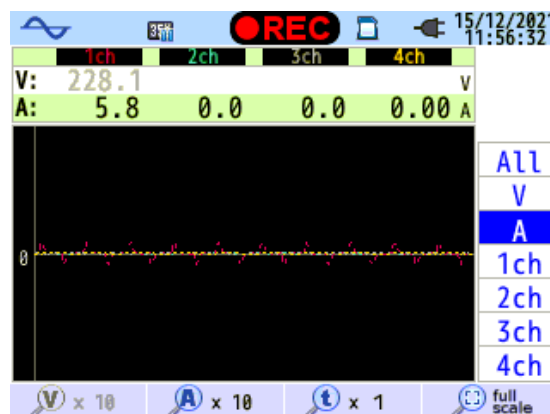 REC 15/12/202
11:56:32
1ch 2ch 3ch 4ch
V: 228.1 V
A: 5.8 0.0 0.0 0.00 A
All
V
A
0
1ch
2ch
3ch
4ch
V x 10 A x 10 t x 1 full
scale